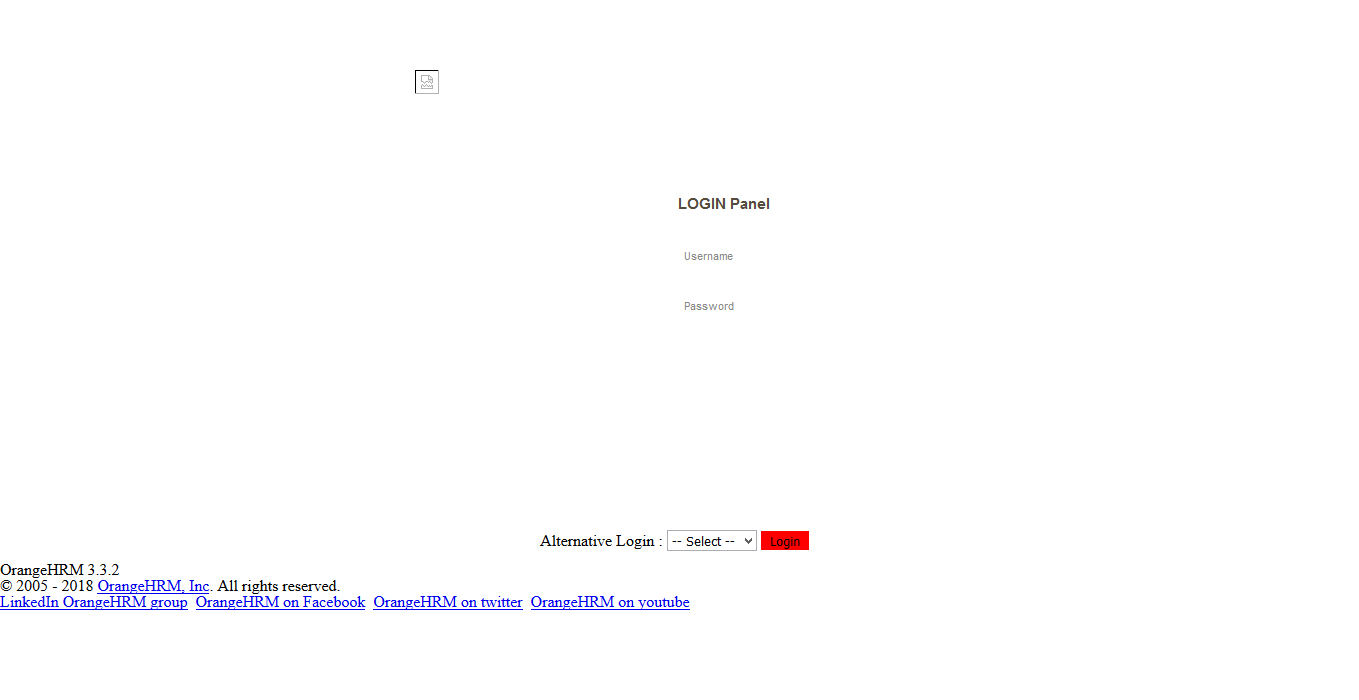 LOGIN Panel
Username
Password
Alternative Login : -- Select -- Login
OrangeHRM 3.3.2
© 2005 - 2018 OrangeHRM, Inc. All rights reserved.
LinkedIn OrangeHRM group OrangeHRM on Facebook OrangeHRM on twitter OrangeHRM on youtube